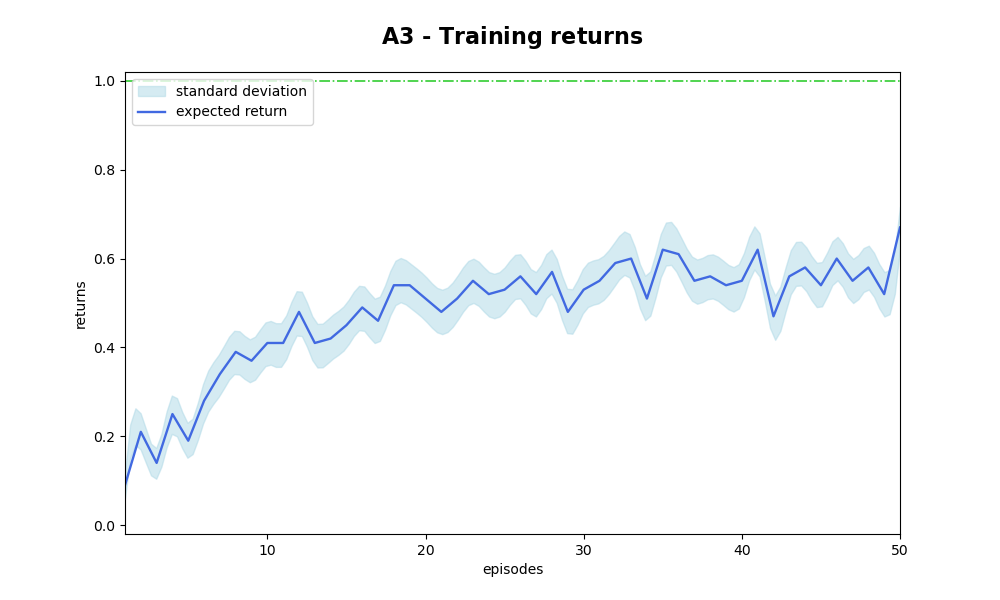 A3 - Training returns
1.0
standard deviation
expected return
0.8
0.6
0.4
0.2
0.0
returns
10 20 30 40 50
episodes